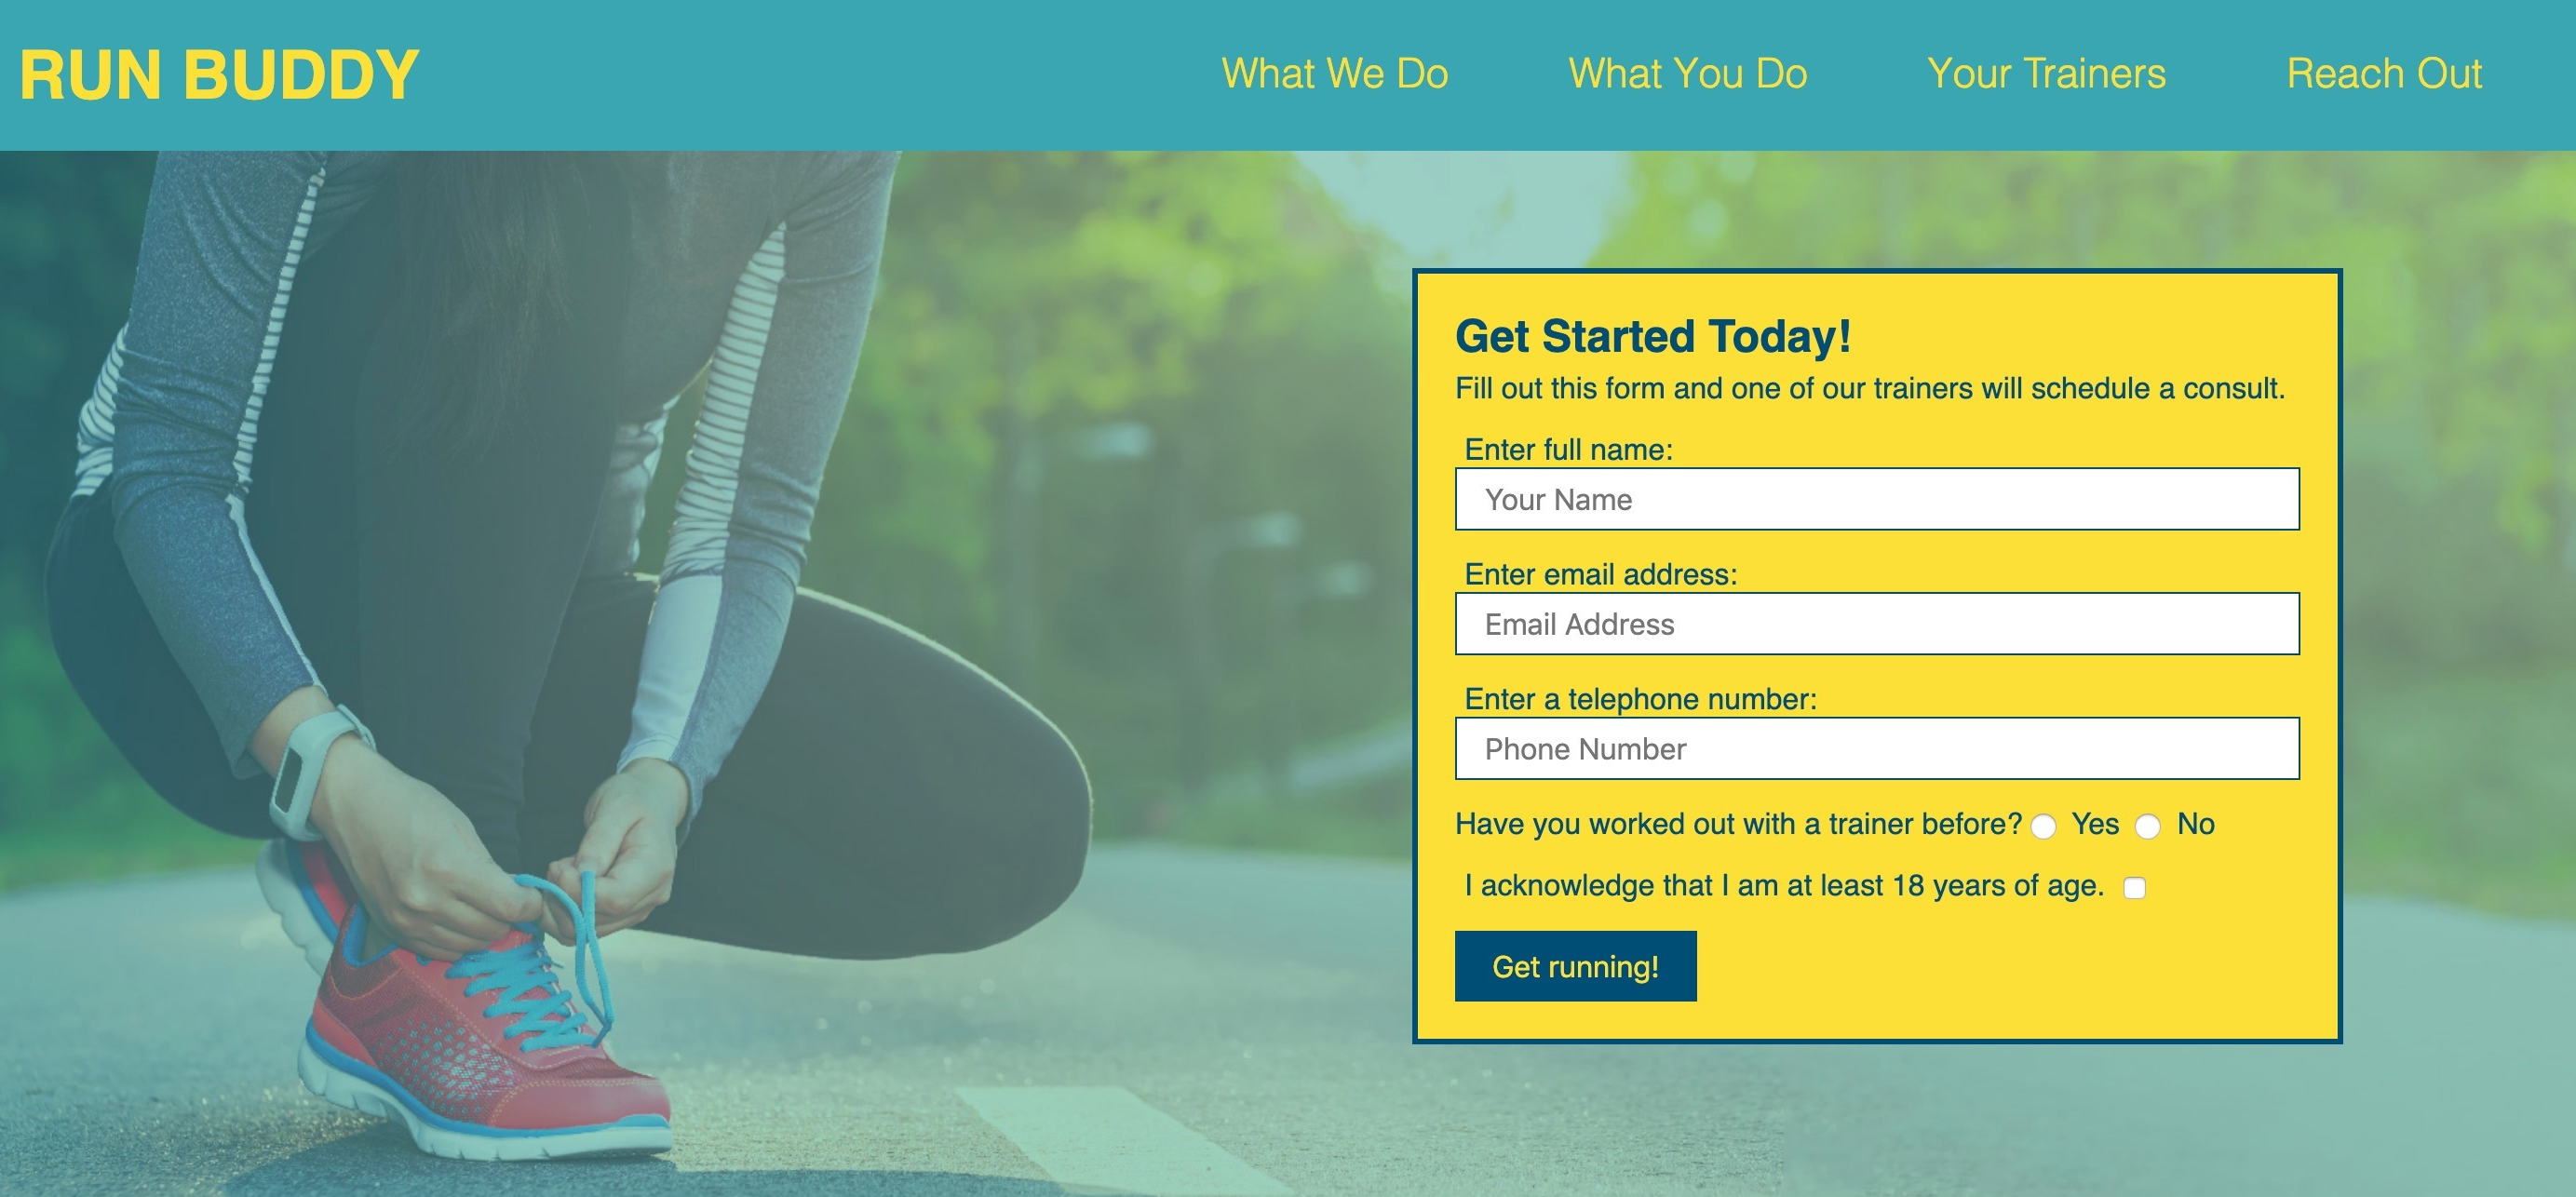 RUN BUDDY
What We Do
What You Do
Your Trainers
Reach Out
Get Started Today!
Fill out this form and one of our trainers will schedule a consult.
Enter full name:
Your Name
Enter email address:
Email Address
Enter a telephone number:
Phone Number
Have you worked out with a trainer before? Yes No
I acknowledge that I am at least 18 years of age.
Get running!